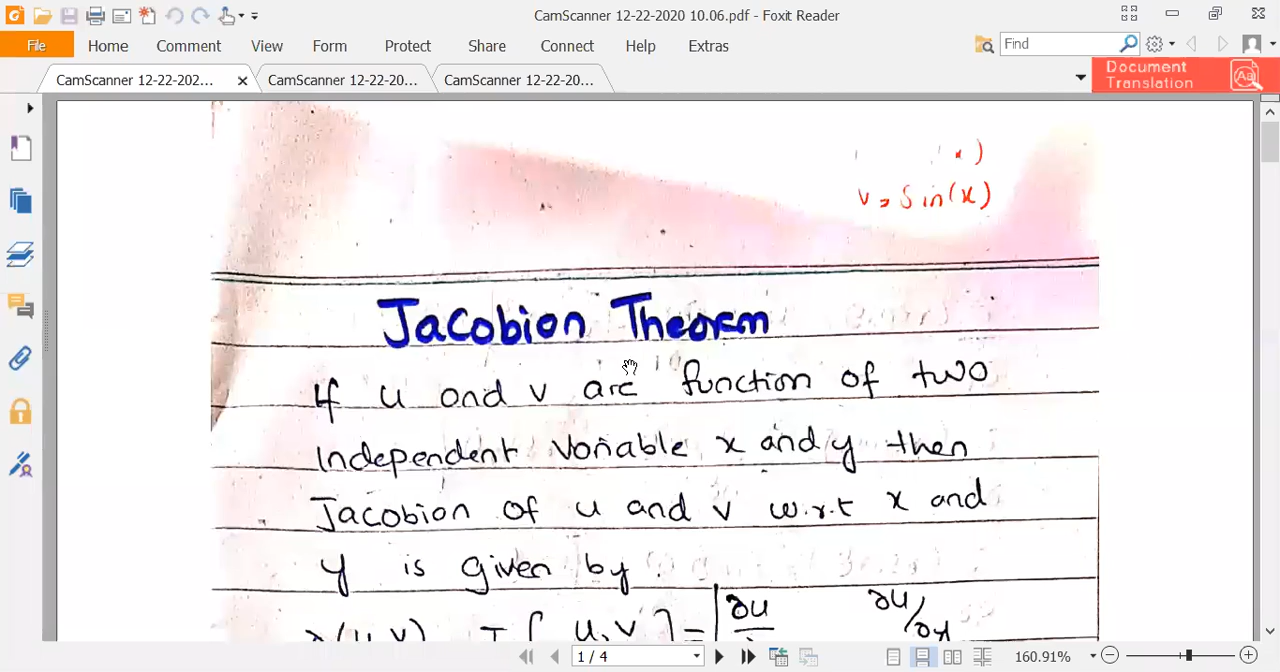 CamScanner 12-22-2020 10.06.pdf - Foxit Reader
File Home Comment View Form Protect Share Connect Help Extras
Find
CamScanner 12-22-202... CamScanner 12-22-20... CamScanner 12-22-20...
Document
Translation
x)
v = Sin(x)
Jacobion Theorem
If u and v are function of two
Independent Variable x and y then
Jacobion of u and v w.r.t x and
y is given by
∂(u,v) J ( u,v ) = | ∂u ∂u/∂y
1 / 4
160.91%